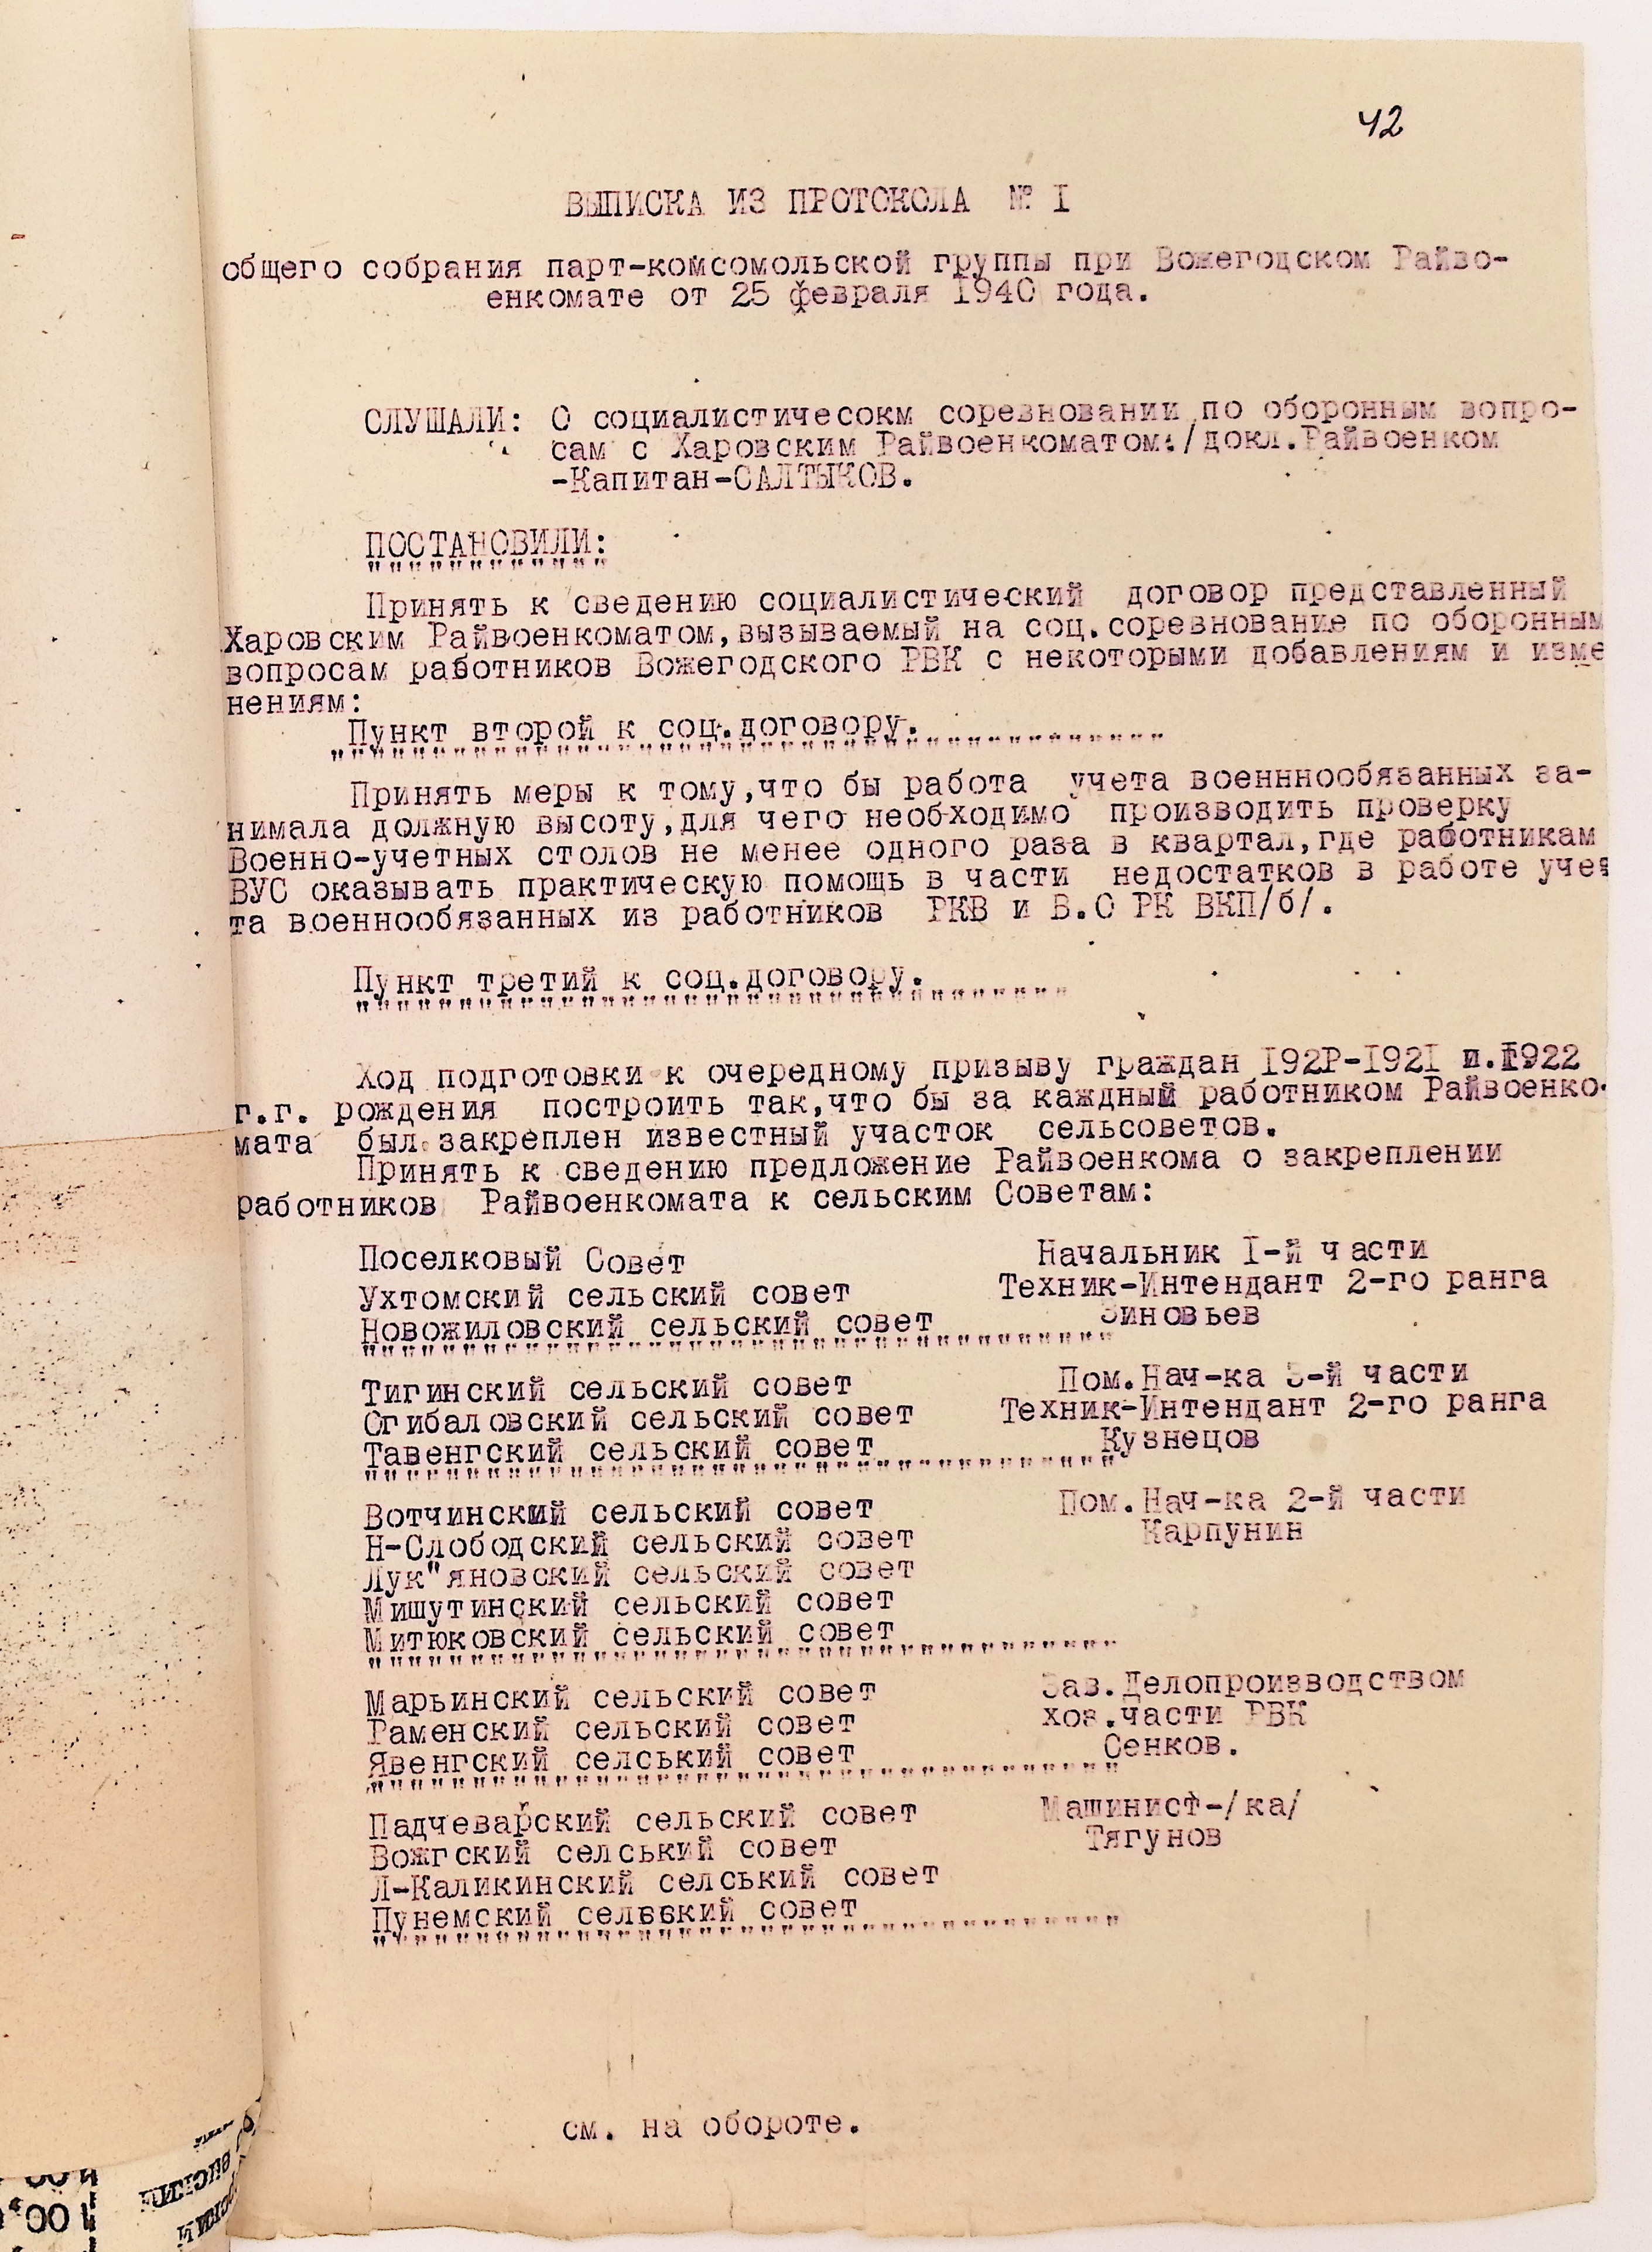 42
ВЫПИСКА ИЗ ПРОТОКОЛА № I
общего собрания парт-комсомольской группы при Вожегодском Райво-
енкомате от 25 февраля 1940 года.
СЛУШАЛИ: О социалистичесокм соревновании по оборонным вопро-
сам с Харовским Райвоенкоматом./докл.Райвоенком
-Капитан-САЛТЫКОВ.
ПОСТАНОВИЛИ:
Принять к сведению социалистический договор представленный
Харовским Райвоенкоматом,вызываемый на соц.соревнование по оборонным
вопросам работников Вожегодского РВК с некоторыми добавлениям и изме
нениям:
Пункт второй к соц.договору.
Принять меры к тому,что бы работа учета военннообязанных за-
нимала должную высоту,для чего необходимо производить проверку
Военно-учетных столов не менее одного раза в квартал,где работникам
ВУС оказывать практическую помощь в части недостатков в работе уче
та военнообязанных из работников РКВ и В.О РК ВКП/б/.
Пункт третий к соц.договору.
Ход подготовки к очередному призыву граждан I92Р-I92I и.I922
г.г. рождения построить так,что бы за каждный работником Райвоенко-
мата был закреплен известный участок сельсоветов.
Принять к сведению предложение Райвоенкома о закреплении
работников Райвоенкомата к сельским Советам:
Поселковый Совет Начальник I-й части
Ухтомский сельский совет Техник-Интендант 2-го ранга
Новожиловский сельский совет Зиновьев
Тигинский сельский совет Пом.Нач-ка 3-й части
Огибаловский сельский совет Техник-Интендант 2-го ранга
Тавенгский сельский совет Кузнецов
Вотчинский сельский совет Пом.Нач-ка 2-й части
Н-Слободский сельский совет Карпунин
Лук"яновский сельский совет
Мишутинский сельский совет
Митюковский сельский совет
Марьинский сельский совет Зав.Делопроизводством
Раменский сельский совет хоз.части РВК
Явенгский селський совет Сенков.
Падчеварский сельский совет Машинист-/ка/
Вожгский селський совет Тягунов
Л-Каликинский селський совет
Пунемский сельский совет
см. на обороте.